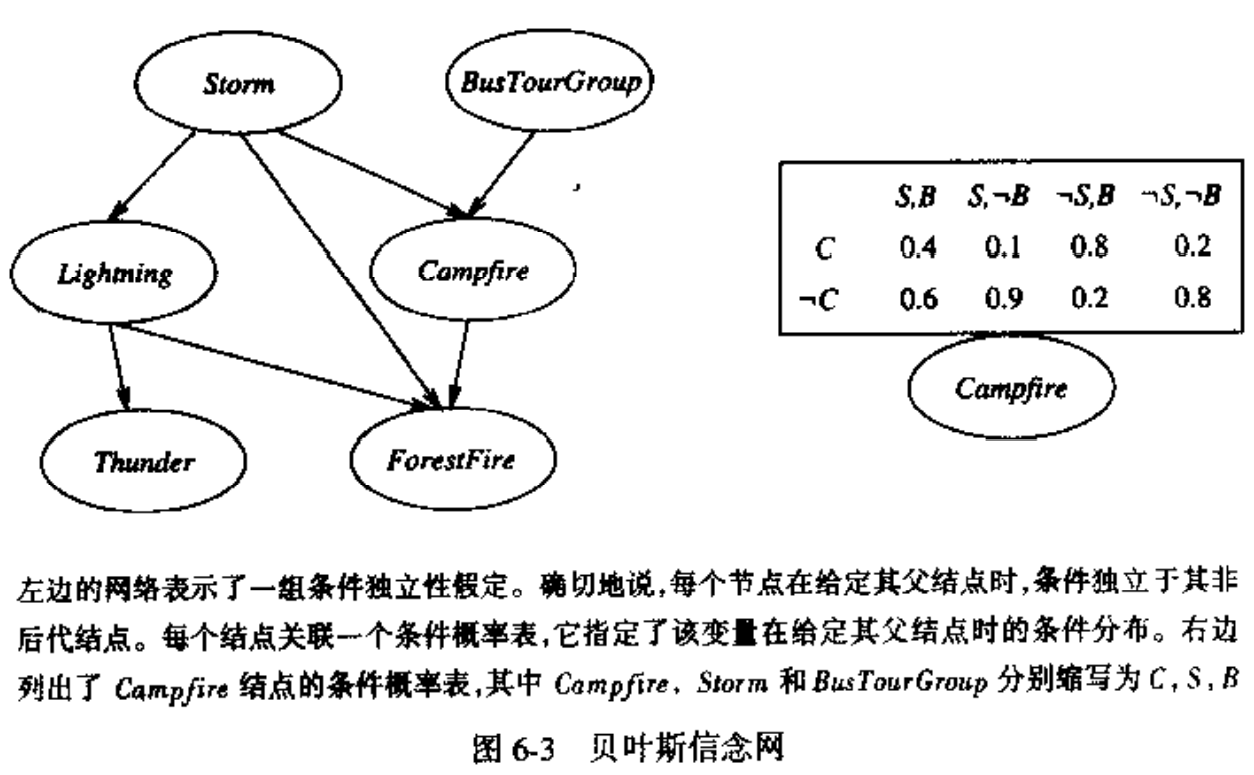 Storm
BusTourGroup
S,B S,¬B ¬S,B ¬S,¬B
C 0.4 0.1 0.8 0.2
¬C 0.6 0.9 0.2 0.8
Lightning
Campfire
Campfire
Thunder
ForestFire
左边的网络表示了一组条件独立性假定。确切地说,每个节点在给定其父结点时,条件独立于其非
后代结点。每个结点关联一个条件概率表,它指定了该变量在给定其父结点时的条件分布。右边
列出了 Campfire 结点的条件概率表,其中 Campfire, Storm 和 BusTourGroup 分别缩写为 C, S, B
图 6-3 贝叶斯信念网